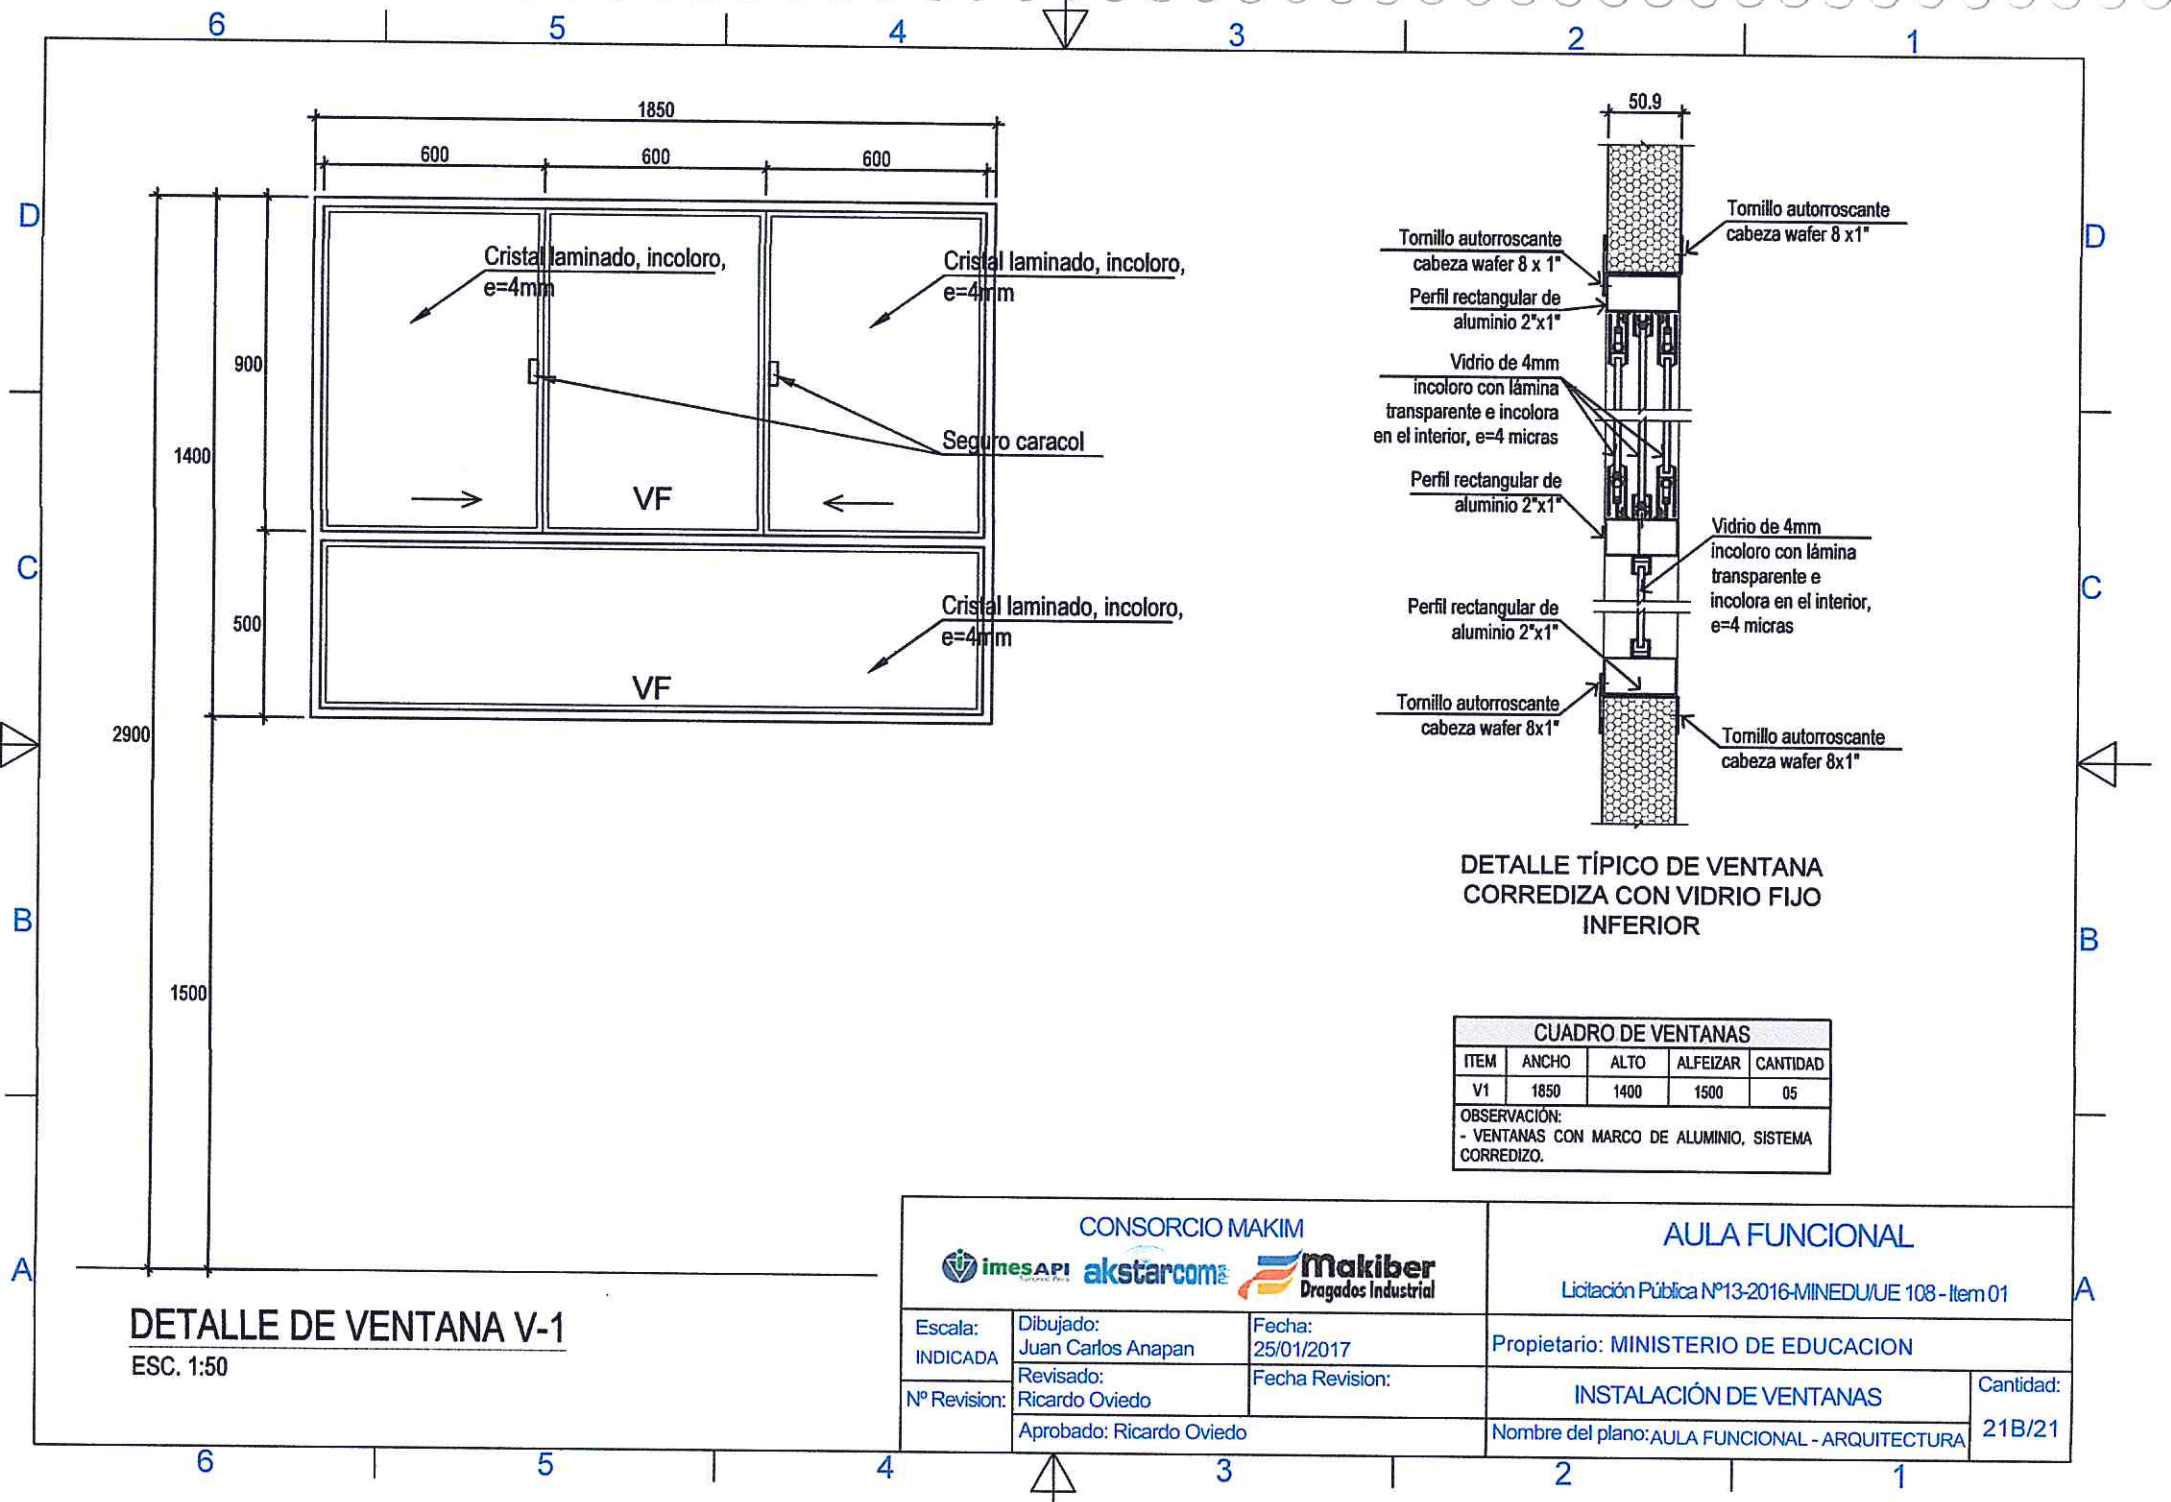 6 5 4 3 2 1
1850
600 600 600
50.9
D
D
Cristal laminado, incoloro,
e=4mm
Cristal laminado, incoloro,
e=4mm
900
1400
Seguro caracol
VF
C
C
500
Cristal laminado, incoloro,
e=4mm
VF
2900
1500
Tornillo autorroscante
cabeza wafer 8 x1"
Tornillo autorroscante
cabeza wafer 8 x 1"
Perfil rectangular de
aluminio 2"x1"
Vidrio de 4mm
incoloro con lámina
transparente e incolora
en el interior, e=4 micras
Perfil rectangular de
aluminio 2"x1"
Vidrio de 4mm
incoloro con lámina
transparente e
incolora en el interior,
e=4 micras
Perfil rectangular de
aluminio 2"x1"
Tornillo autorroscante
cabeza wafer 8x1"
Tornillo autorroscante
cabeza wafer 8x1"
DETALLE TÍPICO DE VENTANA
CORREDIZA CON VIDRIO FIJO
INFERIOR
B
B
CUADRO DE VENTANAS
ITEM ANCHO ALTO ALFEIZAR CANTIDAD
V1 1850 1400 1500 05
OBSERVACIÓN:
- VENTANAS CON MARCO DE ALUMINIO, SISTEMA
CORREDIZO.
A
A
DETALLE DE VENTANA V-1
ESC. 1:50
CONSORCIO MAKIM
imesAPI akstarcom Makiber
Dragados Industrial
AULA FUNCIONAL
Licitación Pública Nº13-2016-MINEDU/UE 108 - Item 01
Escala:
INDICADA
Dibujado:
Juan Carlos Anapan
Fecha:
25/01/2017
Propietario: MINISTERIO DE EDUCACION
Nº Revision:
Revisado:
Ricardo Oviedo
Fecha Revision:
INSTALACIÓN DE VENTANAS
Cantidad:
21B/21
Aprobado: Ricardo Oviedo
Nombre del plano: AULA FUNCIONAL - ARQUITECTURA
6 5 4 3 2 1